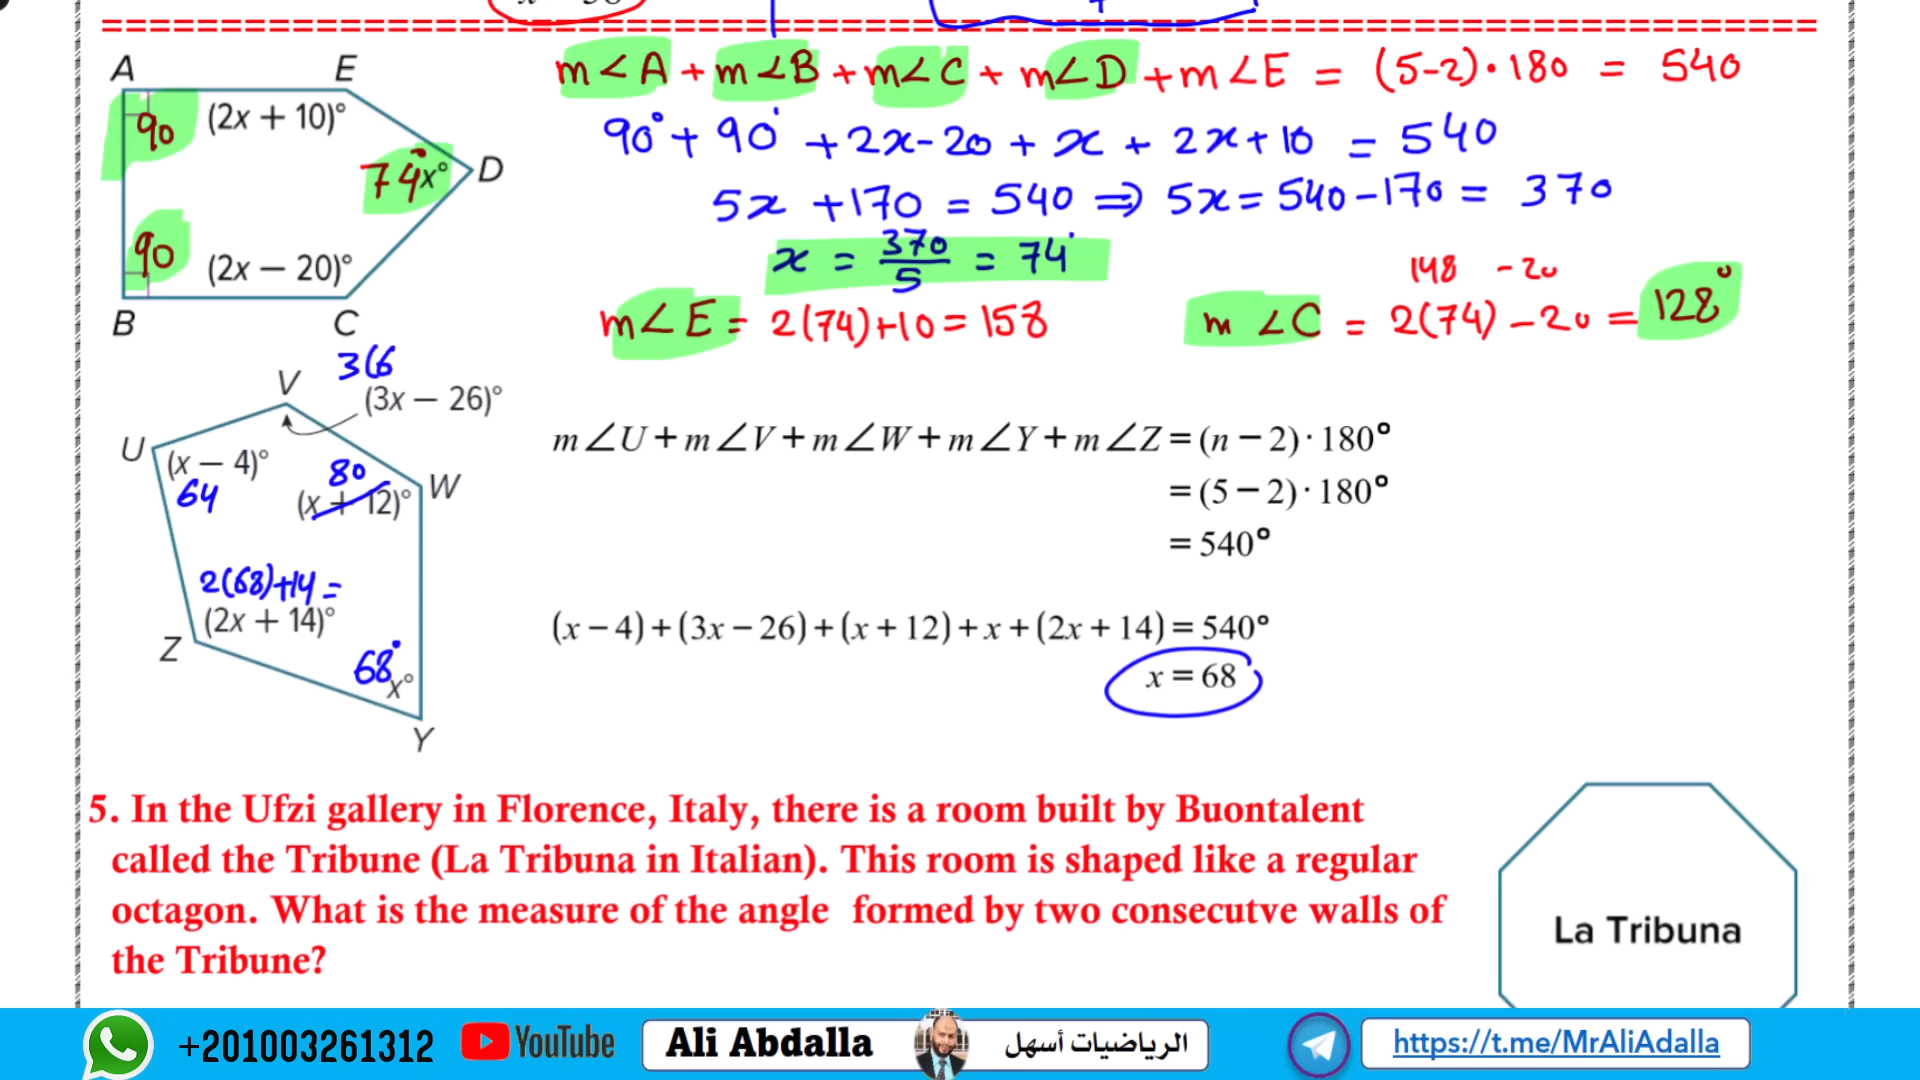 A E m∠A + m∠B + m∠C + m∠D + m∠E = (5-2)·180 = 540
90 (2x + 10)° 90° + 90° + 2x - 20 + x + 2x + 10 = 540
74° x° D 5x + 170 = 540 ⇒ 5x = 540 - 170 = 370
90 (2x − 20)° x = 370/5 = 74°
148 - 20
B C m∠E = 2(74)+10 = 158 m∠C = 2(74) - 20 = 128°
V (3x − 26)°
U (x − 4)° m∠U + m∠V + m∠W + m∠Y + m∠Z = (n − 2)·180°
64 80 (x + 12)° W = (5 − 2)·180°
= 540°
2(68)+14 =
Z (2x + 14)° (x − 4) + (3x − 26) + (x + 12) + x + (2x + 14) = 540°
68° x° x = 68
Y
5. In the Ufzi gallery in Florence, Italy, there is a room built by Buontalent
called the Tribune (La Tribuna in Italian). This room is shaped like a regular
octagon. What is the measure of the angle formed by two consecutve walls of
the Tribune?
La Tribuna
+201003261312 YouTube Ali Abdalla الرياضيات أسهل https://t.me/MrAliAdalla